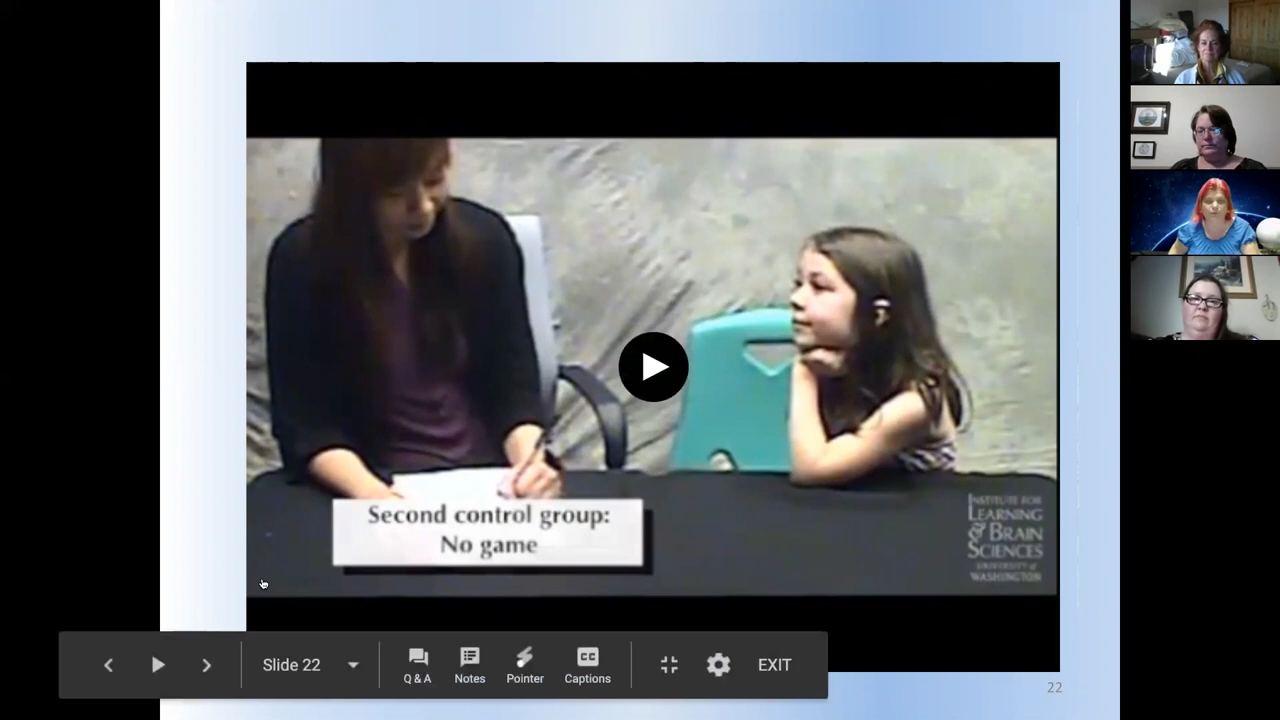 Second control group:
No game
INSTITUTE FOR
LEARNING
& BRAIN
SCIENCES
UNIVERSITY of
WASHINGTON
Slide 22
Q & A
Notes
Pointer
CC
Captions
EXIT
22